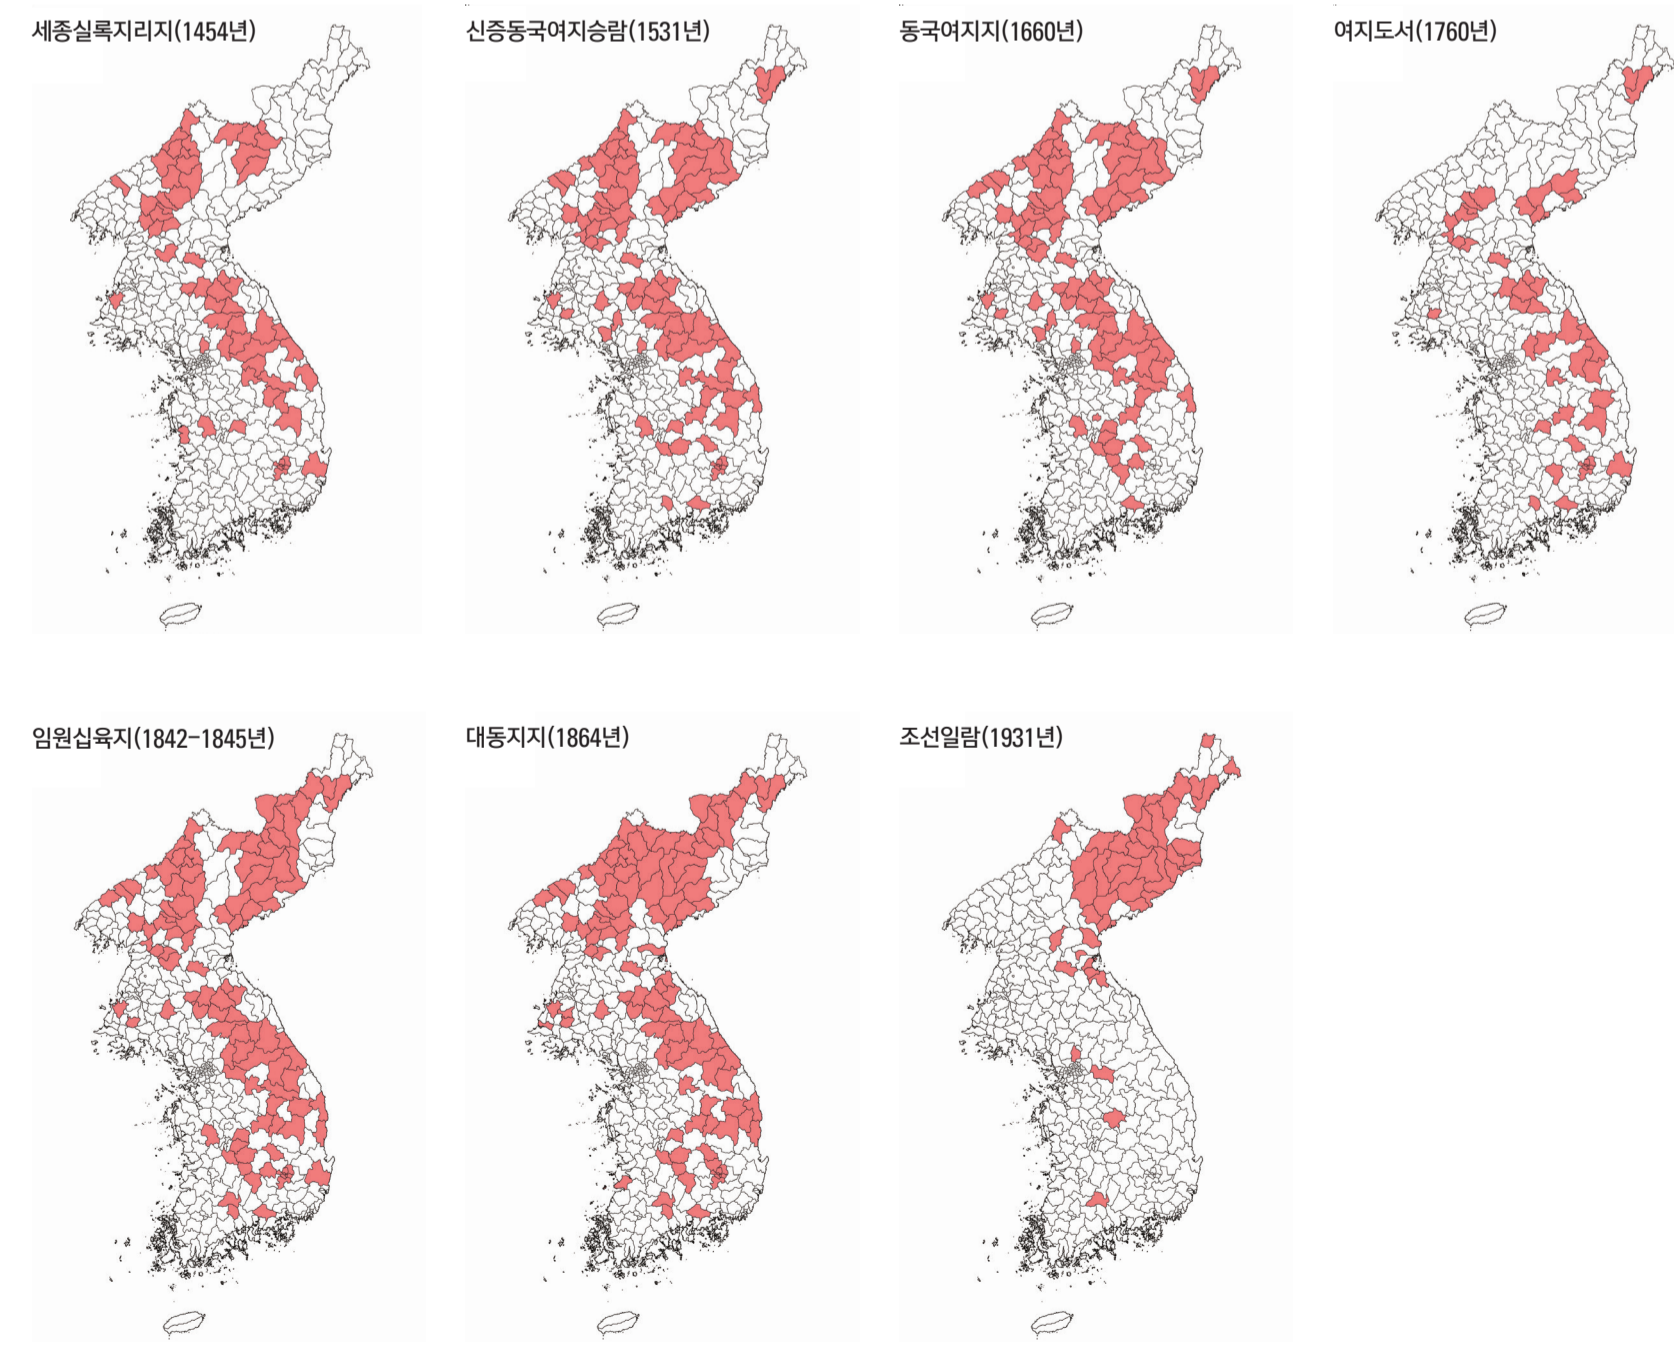 세종실록지리지(1454년)
신증동국여지승람(1531년)
동국여지지(1660년)
여지도서(1760년)
임원십육지(1842-1845년)
대동지지(1864년)
조선일람(1931년)